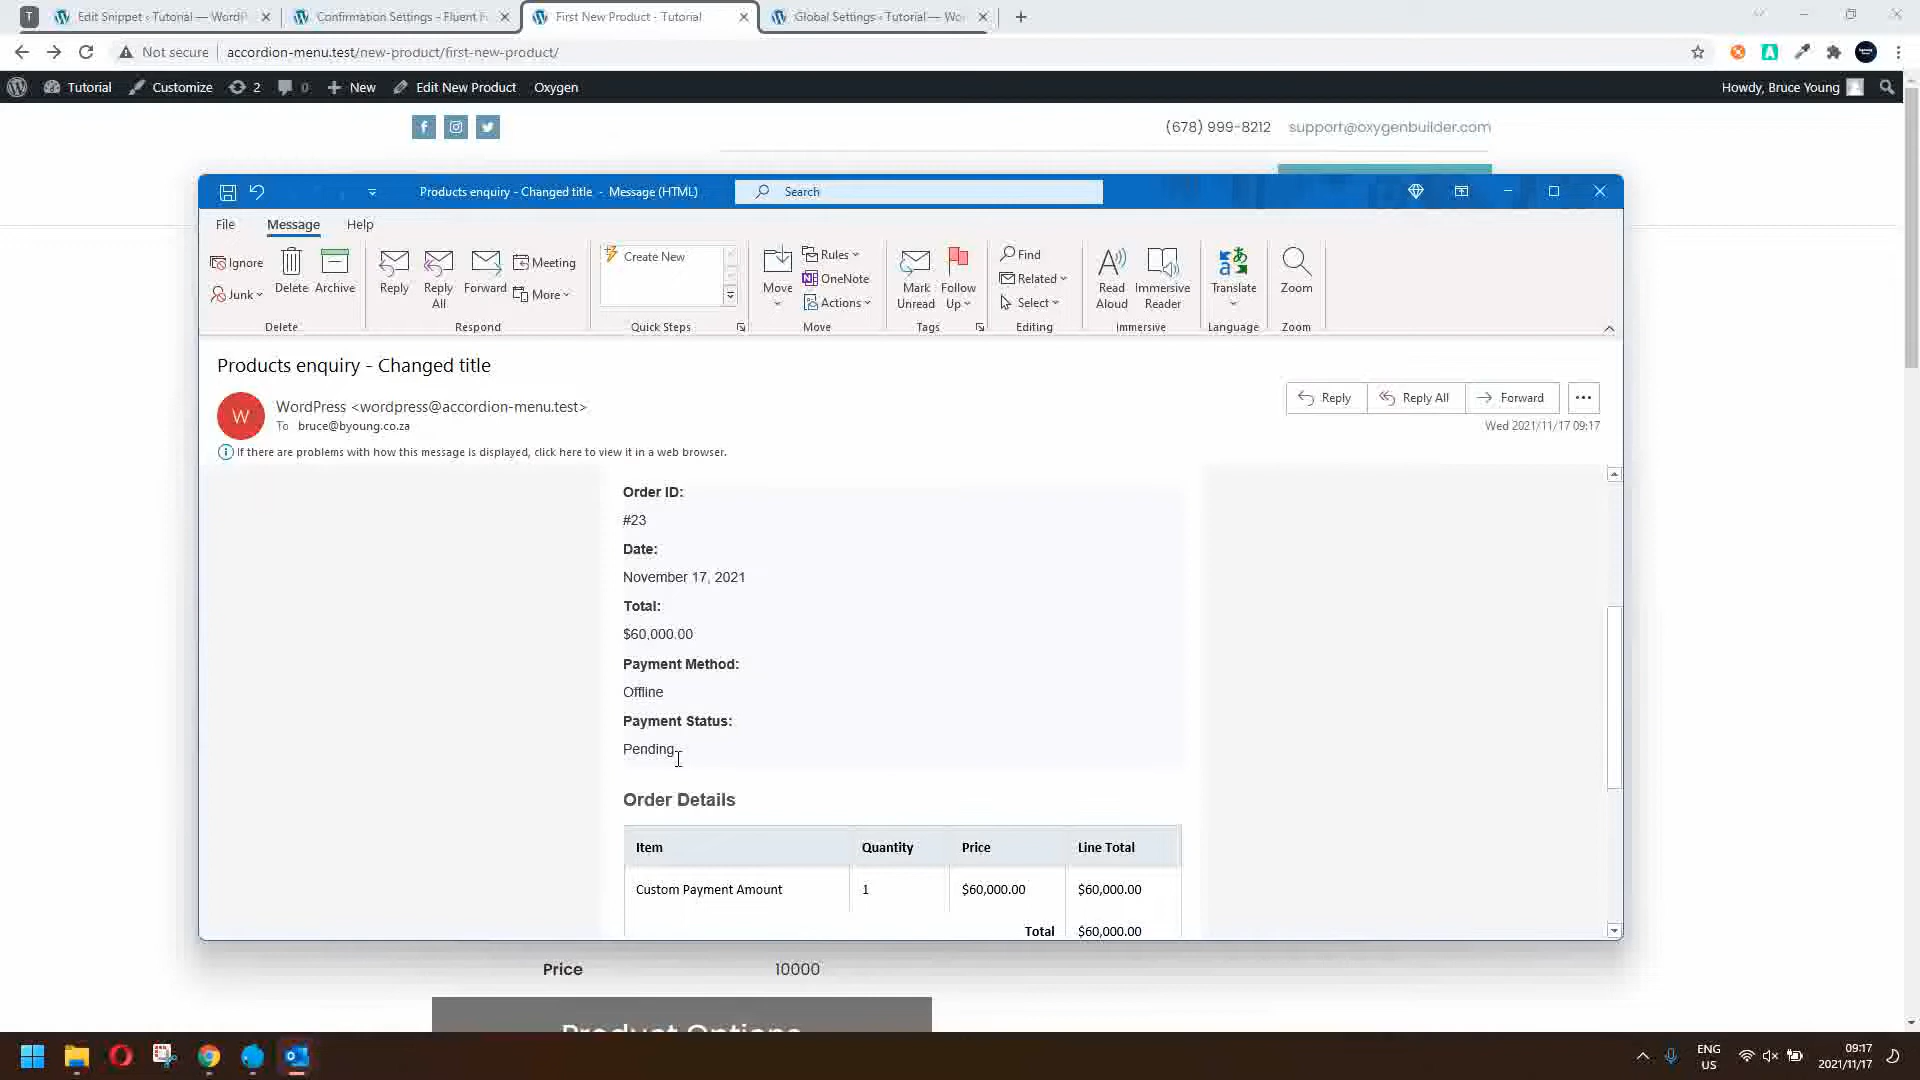 T
Edit Snippet ‹ Tutorial — WordP
Confirmation Settings - Fluent F
First New Product - Tutorial
Global Settings ‹ Tutorial — Wo
Not secure
accordion-menu.test/new-product/first-new-product/
Tutorial
Customize
2
0
New
Edit New Product
Oxygen
Howdy, Bruce Young
(678) 999-8212
support@oxygenbuilder.com
Products enquiry - Changed title - Message (HTML)
Search
File
Message
Help
Ignore
Junk
Delete
Archive
Reply
Reply All
Forward
Meeting
More
Create New
Move
Rules
OneNote
Actions
Mark Unread
Follow Up
Find
Related
Select
Read Aloud
Immersive Reader
Translate
Zoom
Delete
Respond
Quick Steps
Move
Tags
Editing
Immersive
Language
Zoom
Products enquiry - Changed title
W
WordPress <wordpress@accordion-menu.test>
To bruce@byoung.co.za
Reply
Reply All
Forward
Wed 2021/11/17 09:17
If there are problems with how this message is displayed, click here to view it in a web browser.
Order ID:
#23
Date:
November 17, 2021
Total:
$60,000.00
Payment Method:
Offline
Payment Status:
Pending
Order Details
Item Quantity Price Line Total
Custom Payment Amount 1 $60,000.00 $60,000.00
Total $60,000.00
Price 10000
Product Options
ENG
US
09:17
2021/11/17